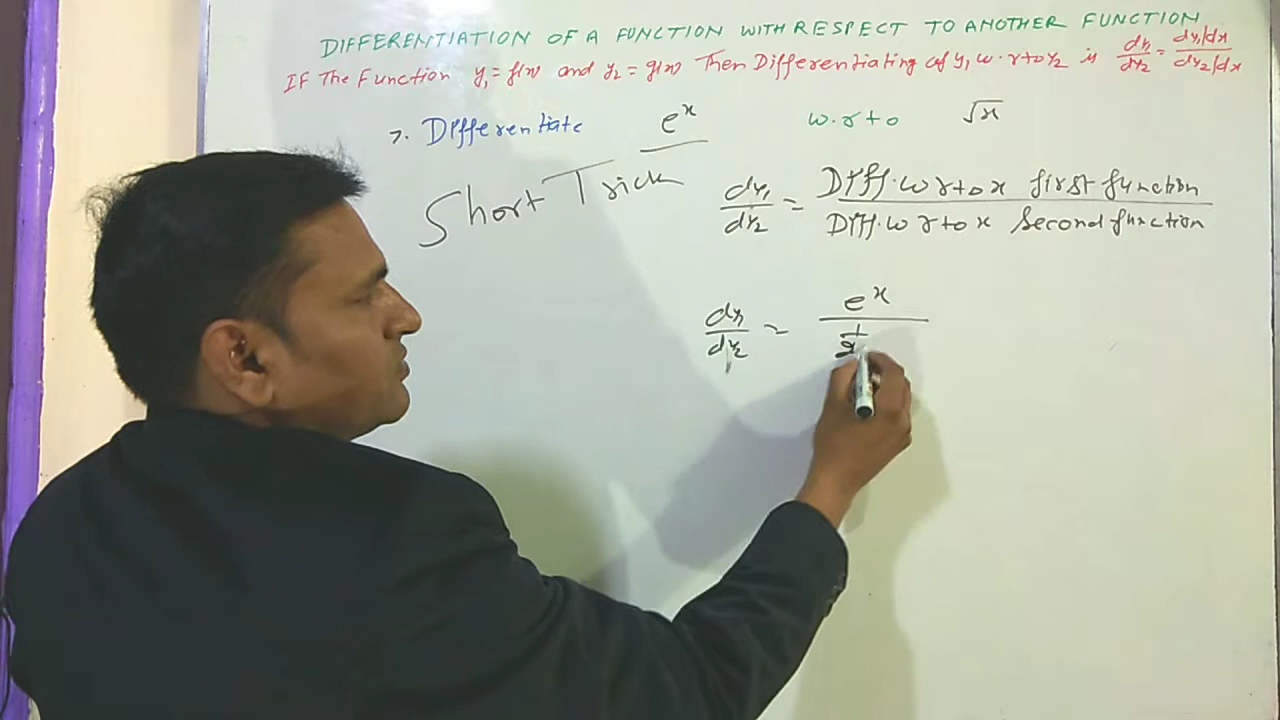 DIFFERENTIATION OF A FUNCTION WITH RESPECT TO ANOTHER FUNCTION
IF The Function y₁ = f(x) and y₂ = g(x) Then Differentiating of y₁ w.r to y₂ is dy₁/dy₂ = (dy₁/dx)/(dy₂/dx)
7. Differentiate e^x w.r to √x
Short Trick
dy₁/dy₂ = Diff. w r to x first function / Diff. w r to x Second function
dy₁/dy₂ = e^x / (1/2